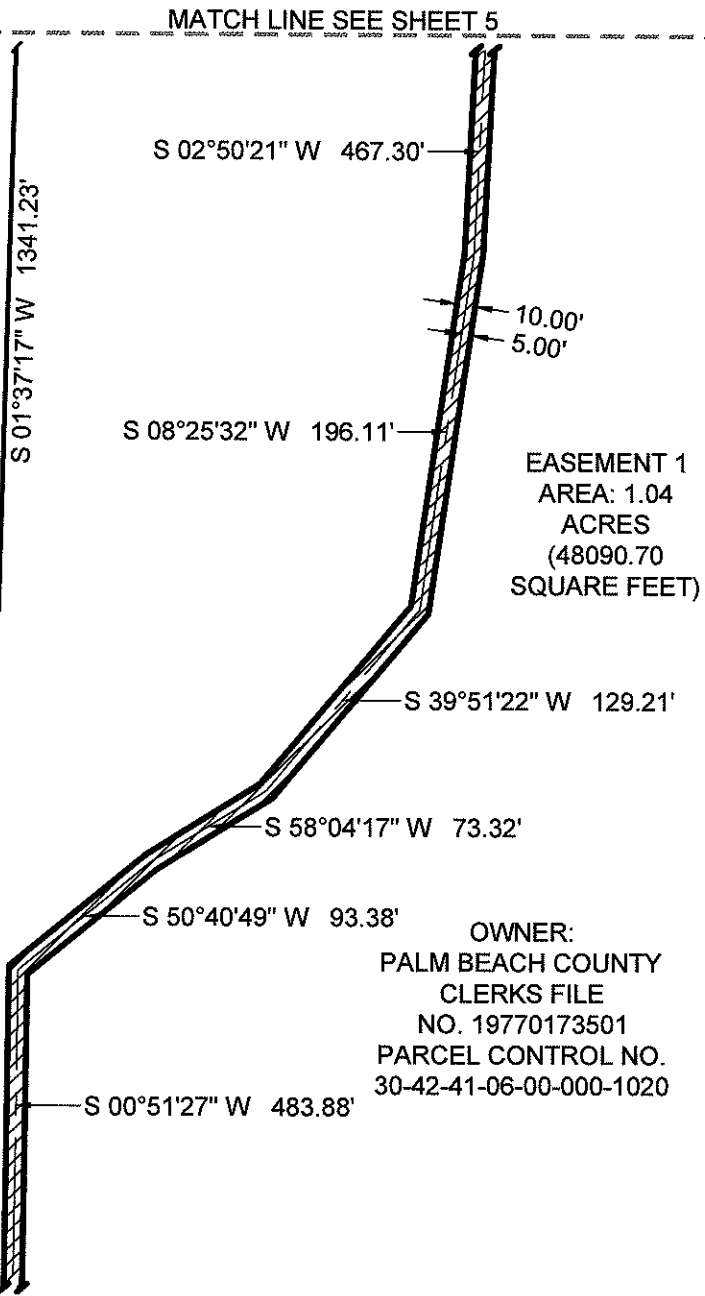 MATCH LINE SEE SHEET 5
S 02°50'21" W 467.30'
S 01°37'17" W 1341.23'
10.00'
5.00'
S 08°25'32" W 196.11'
EASEMENT 1
AREA: 1.04
ACRES
(48090.70
SQUARE FEET)
S 39°51'22" W 129.21'
S 58°04'17" W 73.32'
S 50°40'49" W 93.38'
OWNER:
PALM BEACH COUNTY
CLERKS FILE
NO. 19770173501
PARCEL CONTROL NO.
30-42-41-06-00-000-1020
S 00°51'27" W 483.88'